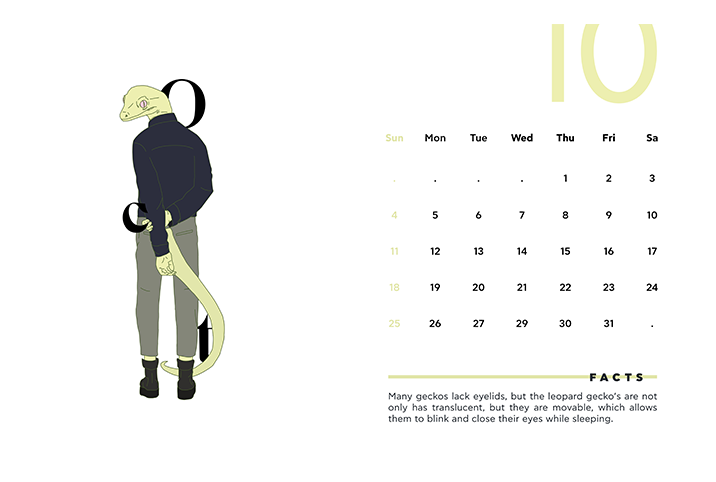 10
o
c
t
Sun Mon Tue Wed Thu Fri Sa
. . . . 1 2 3
4 5 6 7 8 9 10
11 12 13 14 15 16 17
18 19 20 21 22 23 24
25 26 27 29 30 31 .
FACTS
Many geckos lack eyelids, but the leopard gecko's are not
only has translucent, but they are movable, which allows
them to blink and close their eyes while sleeping.